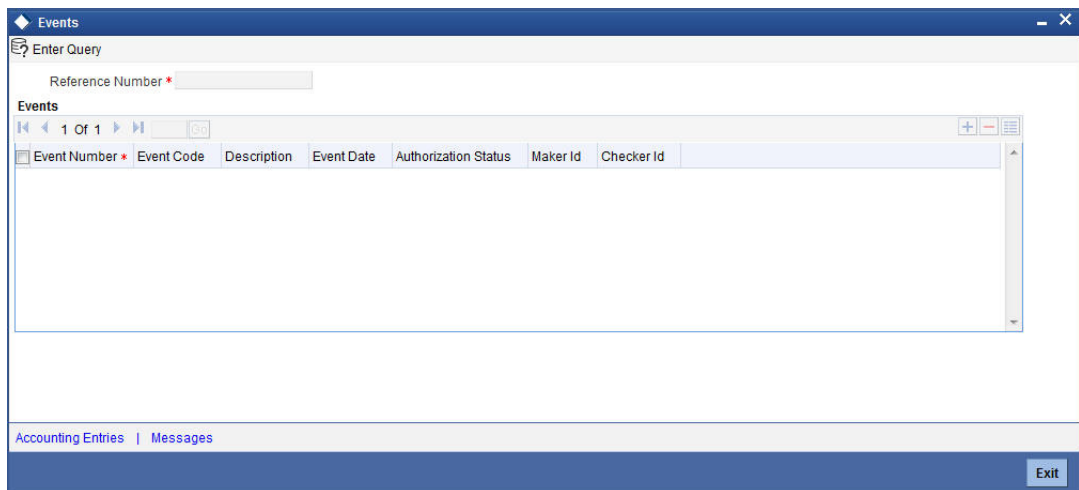 Events
Enter Query
Reference Number *
Events
1 Of 1 Go
Event Number * Event Code Description Event Date Authorization Status Maker Id Checker Id
Accounting Entries | Messages
Exit